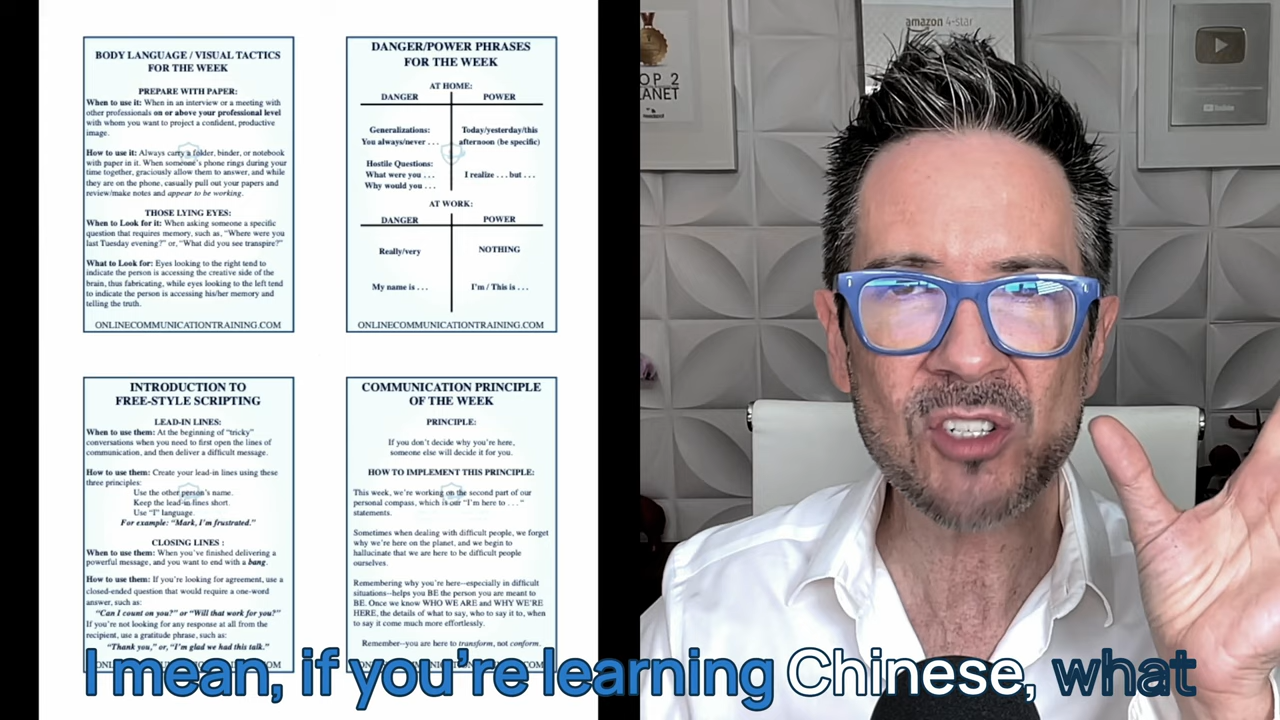 BODY LANGUAGE / VISUAL TACTICS
FOR THE WEEK
PREPARE WITH PAPER:
When to use it: When in an interview or a meeting with
other professionals on or above your professional level
with whom you want to project a confident, productive
image.
How to use it: Always carry a folder, binder, or notebook
with paper in it. When someone's phone rings during your
time together, graciously allow them to answer, and while
they are on the phone, casually pull out your papers and
review/make notes and appear to be working.
THOSE LYING EYES:
When to Look for it: When asking someone a specific
question that requires memory, such as, "Where were you
last Tuesday evening?" or, "What did you see transpire?"
What to Look for: Eyes looking to the right tend to
indicate the person is accessing the creative side of the
brain, thus fabricating, while eyes looking to the left tend
to indicate the person is accessing his/her memory and
telling the truth.
ONLINECOMMUNICATIONTRAINING.COM
DANGER/POWER PHRASES
FOR THE WEEK
AT HOME:
DANGER POWER
Generalizations: Today/yesterday/this
You always/never . . . afternoon (be specific)
Hostile Questions:
What were you . . . I realize . . . but . . .
Why would you . . .
AT WORK:
DANGER POWER
Really/very NOTHING
My name is . . . I'm / This is . . .
ONLINECOMMUNICATIONTRAINING.COM
INTRODUCTION TO
FREE-STYLE SCRIPTING
LEAD-IN LINES:
When to use them: At the beginning of "tricky"
conversations when you need to first open the lines of
communication, and then deliver a difficult message.
How to use them: Create your lead-in lines using these
three principles:
Use the other person's name.
Keep the lead-in lines short.
Use "I" language.
For example: "Mark, I'm frustrated."
CLOSING LINES :
When to use them: When you've finished delivering a
powerful message, and you want to end with a bang.
How to use them: If you're looking for agreement, use a
closed-ended question that would require a one-word
answer, such as:
"Can I count on you?" or "Will that work for you?"
If you're not looking for any response at all from the
recipient, use a gratitude phrase, such as:
"Thank you," or, "I'm glad we had this talk."
COMMUNICATION PRINCIPLE
OF THE WEEK
PRINCIPLE:
If you don't decide why you're here,
someone else will decide it for you.
HOW TO IMPLEMENT THIS PRINCIPLE:
This week, we're working on the second part of our
personal compass, which is our "I'm here to . . . "
statements.
Sometimes when dealing with difficult people, we forget
why we're here on the planet, and we begin to
hallucinate that we are here to be difficult people
ourselves.
Remembering why you're here--especially in difficult
situations--helps you BE the person you are meant to
BE. Once we know WHO WE ARE and WHY WE'RE
HERE, the details of what to say, who to say it to, when
to say it come much more effortlessly.
Remember--you are here to transform, not conform.
amazon 4-star
I mean, if you're learning Chinese, what